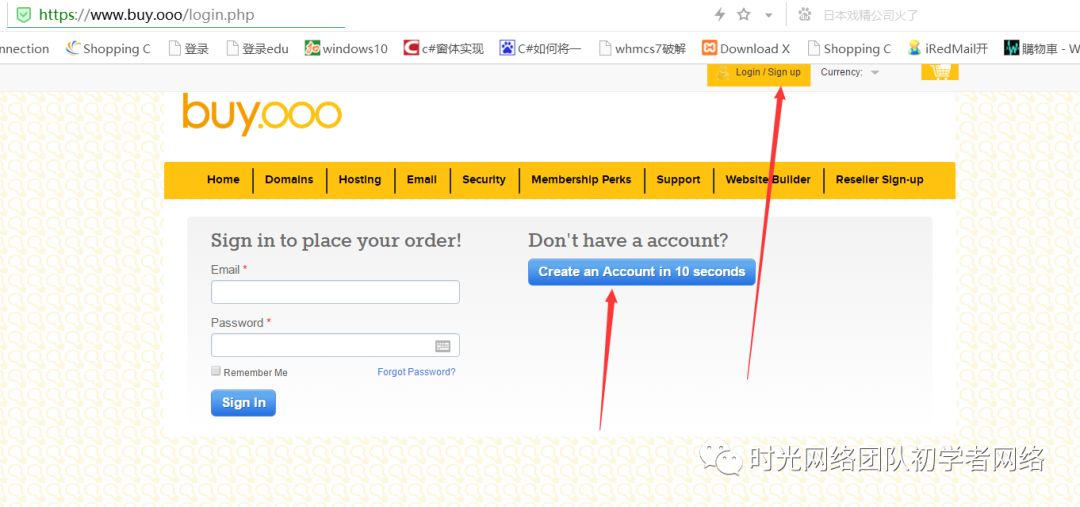 https://www.buy.ooo/login.php 日本戏精公司火了
nnection Shopping C 登录 登录edu windows10 c#窗体实现 C#如何将一 whmcs7破解 Download X Shopping C iRedMail开 購物車 - W
Login / Sign up Currency:
buy.ooo
Home Domains Hosting Email Security Membership Perks Support Website Builder Reseller Sign-up
Sign in to place your order! Don't have a account?
Email * Create an Account in 10 seconds
Password *
Remember Me Forgot Password?
Sign In
时光网络团队初学者网络